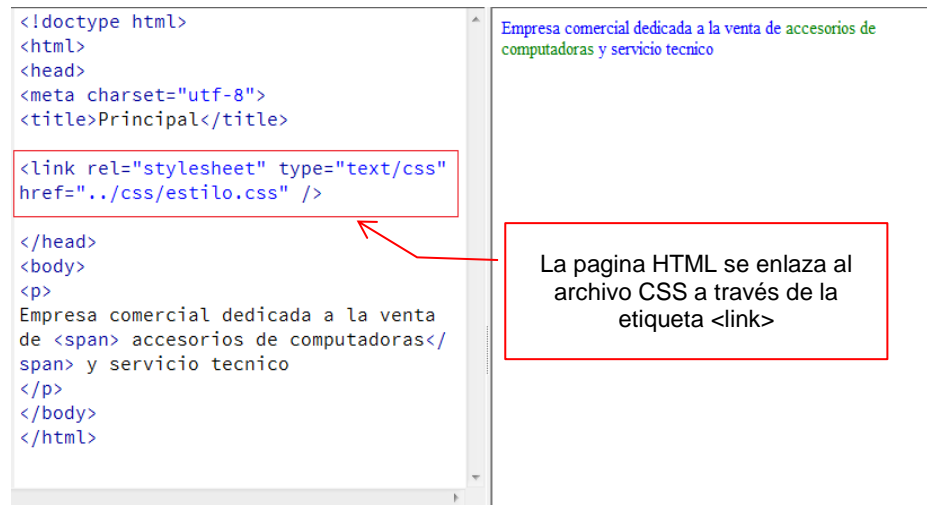 <!doctype html>
<html>
<head>
<meta charset="utf-8">
<title>Principal</title>
<link rel="stylesheet" type="text/css"
href="../css/estilo.css" />
</head>
<body>
<p>
Empresa comercial dedicada a la venta
de <span> accesorios de computadoras</
span> y servicio tecnico
</p>
</body>
</html>
Empresa comercial dedicada a la venta de accesorios de
computadoras y servicio tecnico
La pagina HTML se enlaza al
archivo CSS a través de la
etiqueta <link>